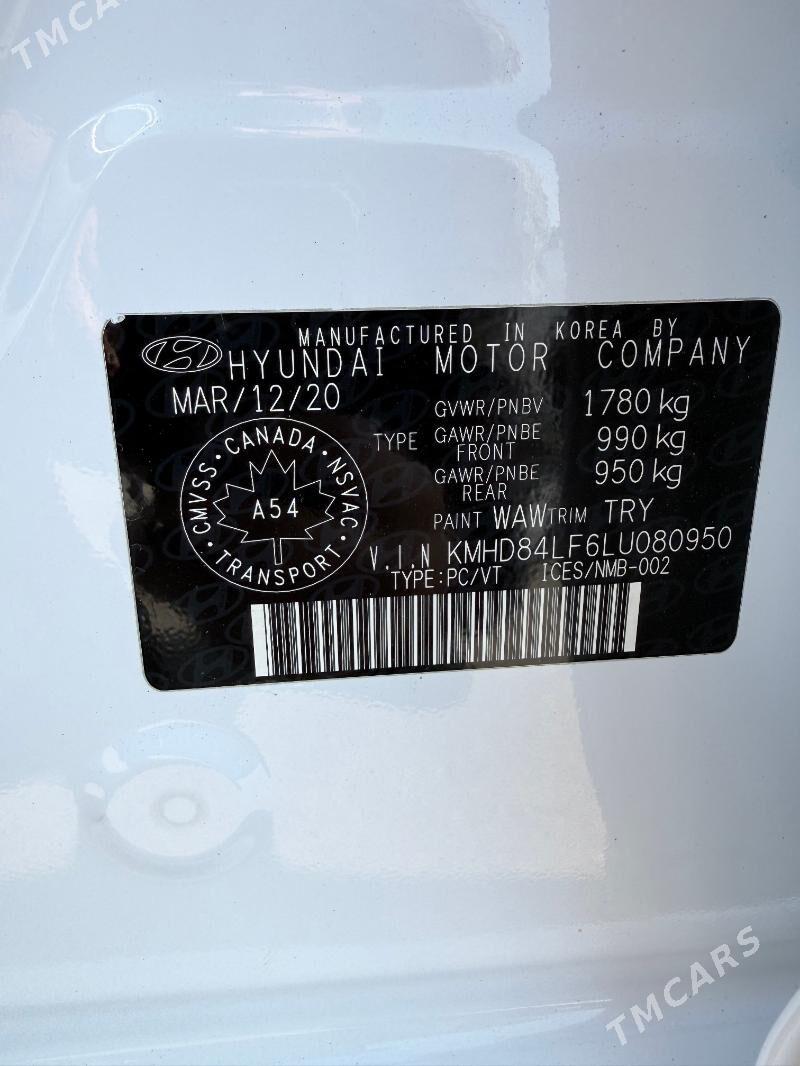 TMCARS
MANUFACTURED IN KOREA BY
HYUNDAI MOTOR COMPANY
MAR/12/20
GVWR/PNBV 1780 kg
TYPE GAWR/PNBE FRONT 990 kg
GAWR/PNBE REAR 950 kg
PAINT WAW TRIM TRY
CMVSS · CANADA · NSVAC · TRANSPORT ·
A54
V.I.N KMHD84LF6LU080950
TYPE:PC/VT ICES/NMB-002
TMCARS